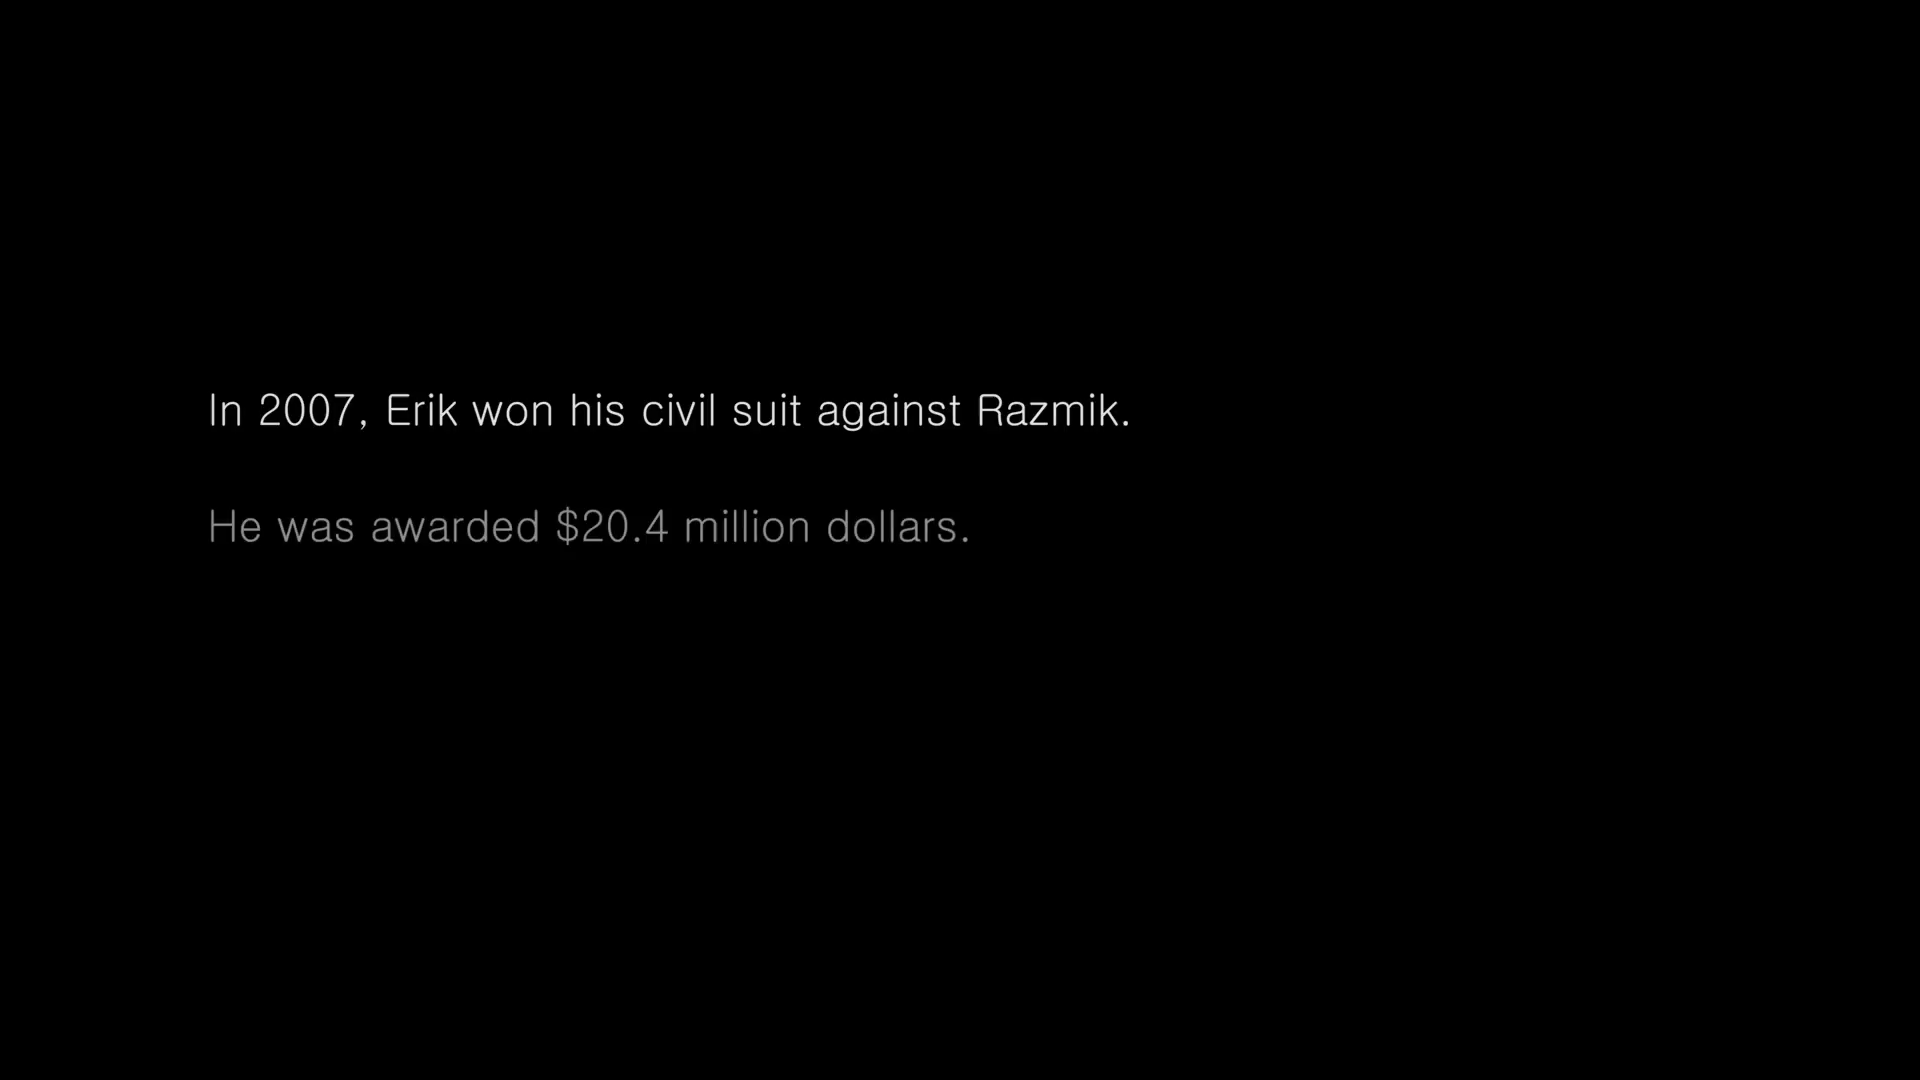 In 2007, Erik won his civil suit against Razmik.
He was awarded $20.4 million dollars.